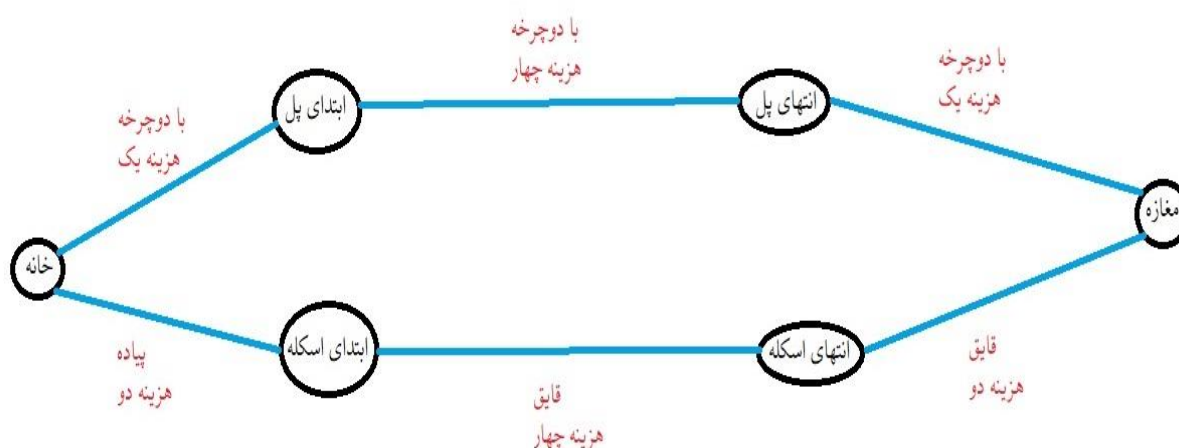 با دوچرخه
هزینه چهار
با دوچرخه
هزینه یک
ابتدای پل
انتهای پل
با دوچرخه
هزینه یک
مغازه
خانه
ابتدای اسکله
انتهای اسکله
پیاده
هزینه دو
قایق
هزینه چهار
قایق
هزینه دو